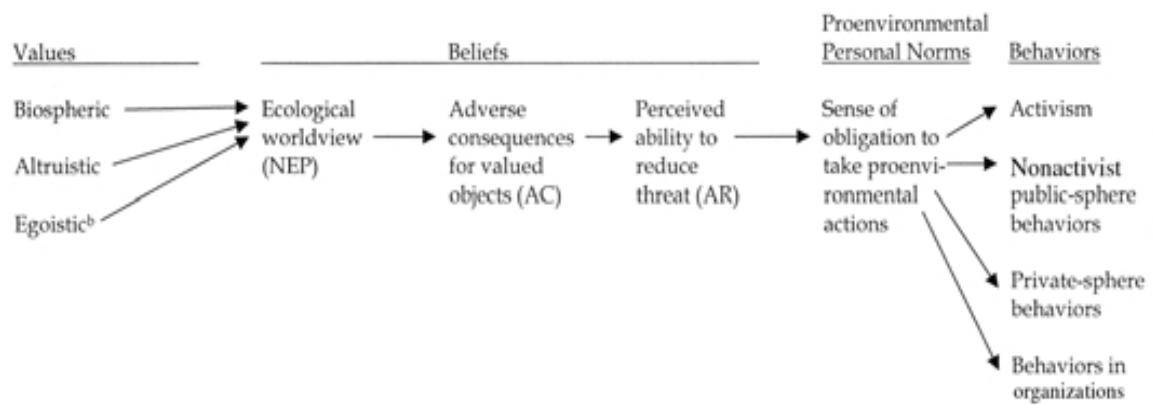 Values
Beliefs
Proenvironmental
Personal Norms
Behaviors
Biospheric
Altruistic
Egoisticᵇ
Ecological
worldview
(NEP)
Adverse
consequences
for valued
objects (AC)
Perceived
ability to
reduce
threat (AR)
Sense of
obligation to
take proenvi-
ronmental
actions
Activism
Nonactivist
public-sphere
behaviors
Private-sphere
behaviors
Behaviors in
organizations